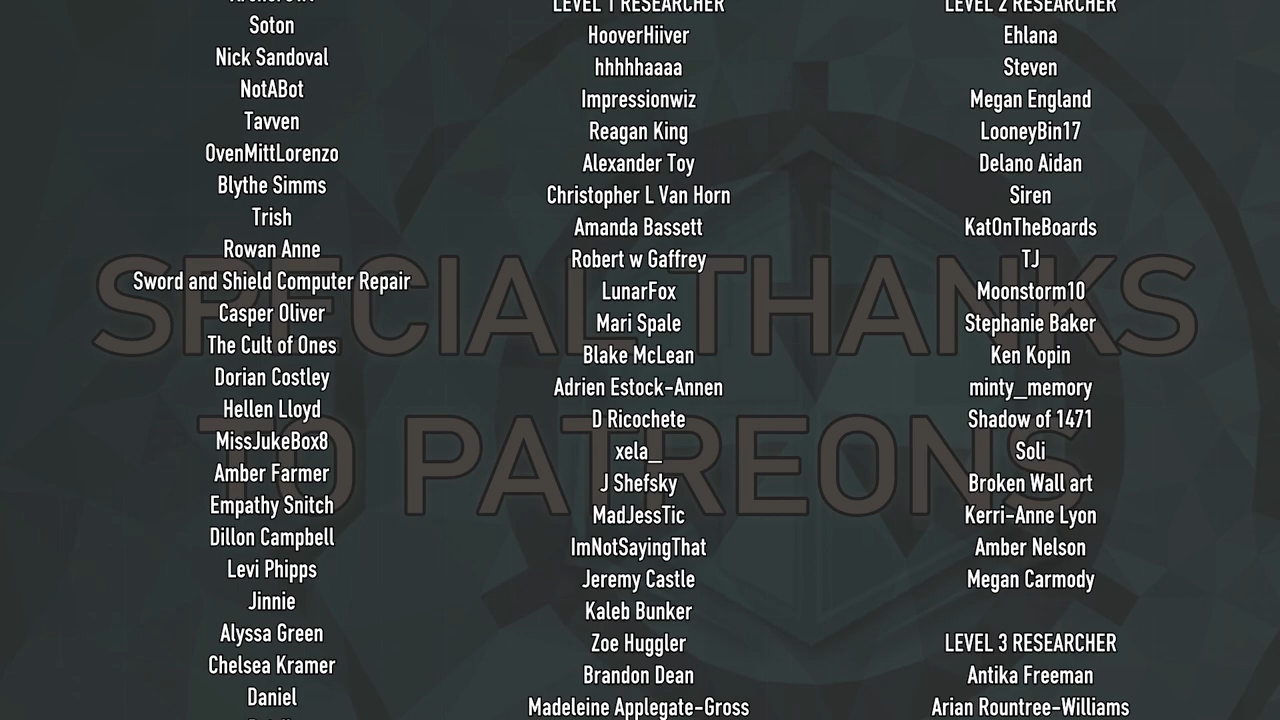 Soton
Nick Sandoval
NotABot
Tavven
OvenMittLorenzo
Blythe Simms
Trish
Rowan Anne
Sword and Shield Computer Repair
Casper Oliver
The Cult of Ones
Dorian Costley
Hellen Lloyd
MissJukeBox8
Amber Farmer
Empathy Snitch
Dillon Campbell
Levi Phipps
Jinnie
Alyssa Green
Chelsea Kramer
Daniel
LEVEL 1 RESEARCHER
HooverHiiver
hhhhhaaaa
Impressionwiz
Reagan King
Alexander Toy
Christopher L Van Horn
Amanda Bassett
Robert w Gaffrey
LunarFox
Mari Spale
Blake McLean
Adrien Estock-Annen
D Ricochete
xela_
J Shefsky
MadJessTic
ImNotSayingThat
Jeremy Castle
Kaleb Bunker
Zoe Huggler
Brandon Dean
Madeleine Applegate-Gross
LEVEL 2 RESEARCHER
Ehlana
Steven
Megan England
LooneyBin17
Delano Aidan
Siren
KatOnTheBoards
TJ
Moonstorm10
Stephanie Baker
Ken Kopin
minty_memory
Shadow of 1471
Soli
Broken Wall art
Kerri-Anne Lyon
Amber Nelson
Megan Carmody
LEVEL 3 RESEARCHER
Antika Freeman
Arian Rountree-Williams
SPECIAL THANKS
TO PATREONS